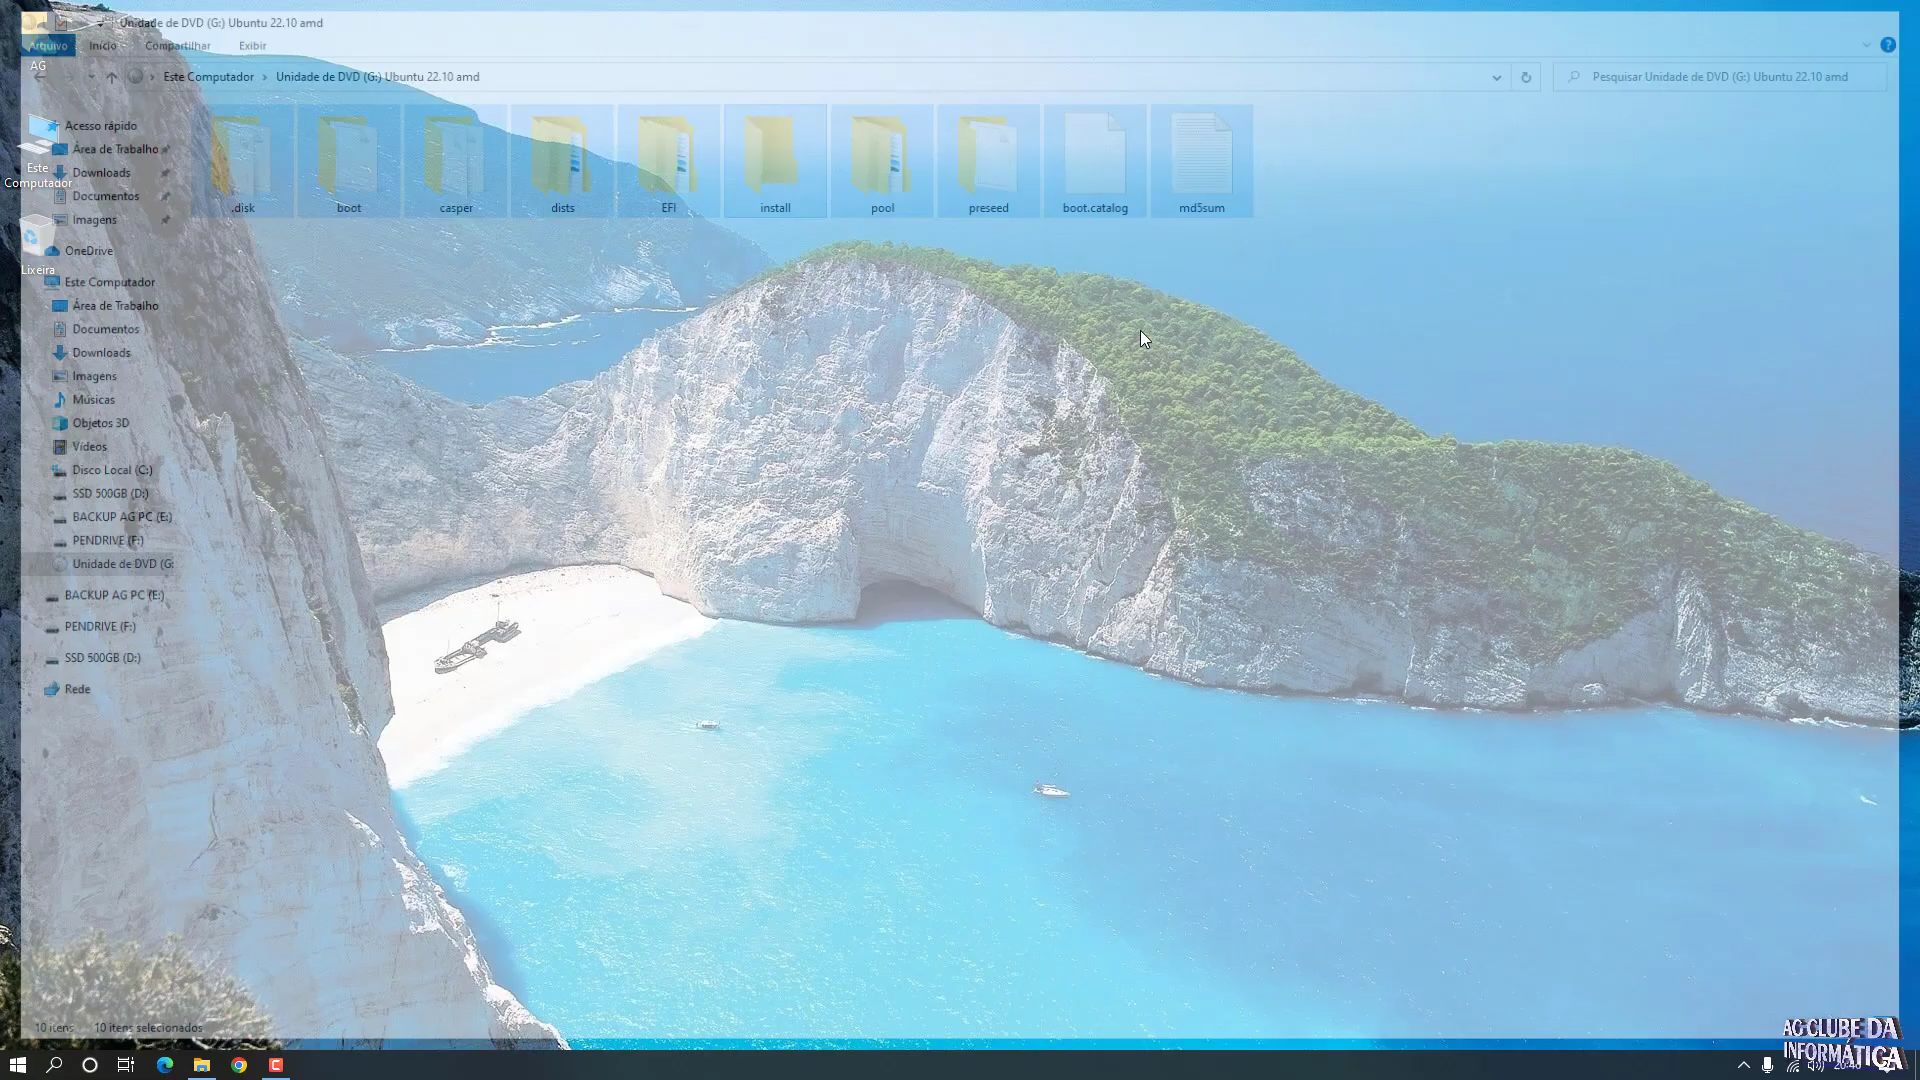 Unidade de DVD (G:) Ubuntu 22.10 amd
Arquivo Início Compartilhar Exibir
Este Computador Unidade de DVD (G:) Ubuntu 22.10 amd
Pesquisar Unidade de DVD (G:) Ubuntu 22.10 amd
AG
Este Computador
Lixeira
Acesso rápido
Área de Trabalho
Downloads
Documentos
Imagens
OneDrive
Este Computador
Área de Trabalho
Documentos
Downloads
Imagens
Músicas
Objetos 3D
Vídeos
Disco Local (C:)
SSD 500GB (D:)
BACKUP AG PC (E:)
PENDRIVE (F:)
Unidade de DVD (G:
BACKUP AG PC (E:)
PENDRIVE (F:)
SSD 500GB (D:)
Rede
.disk boot casper dists EFI install pool preseed boot.catalog md5sum
10 itens 10 itens selecionados
AG CLUBE DA
INFORMÁTICA
20:40